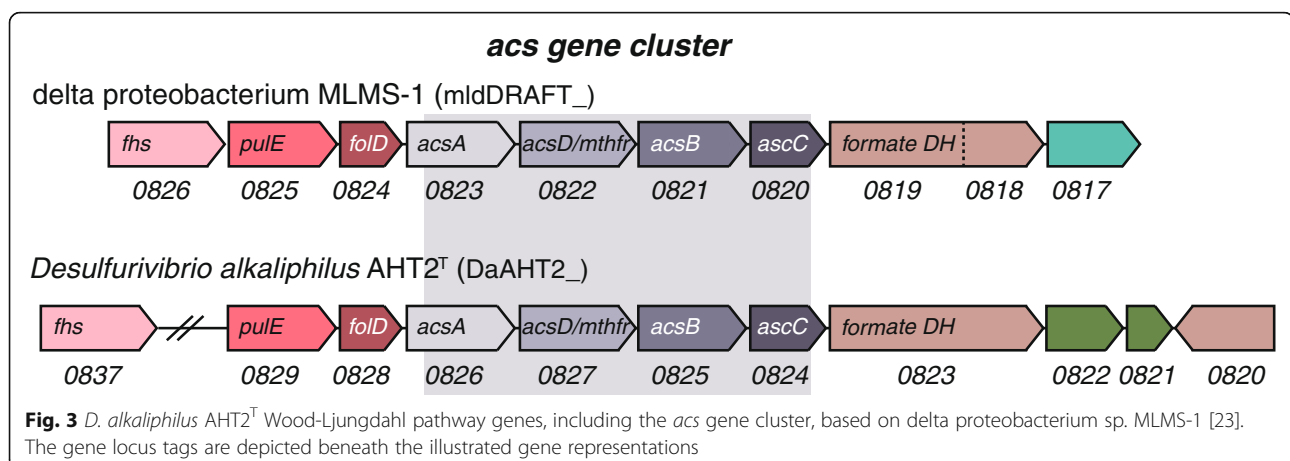 acs gene cluster
delta proteobacterium MLMS-1 (mldDRAFT_)
fhs pulE folD acsA acsD/mthfr acsB ascC formate DH
0826 0825 0824 0823 0822 0821 0820 0819 0818 0817
Desulfurivibrio alkaliphilus AHT2ᵀ (DaAHT2_)
fhs pulE folD acsA acsD/mthfr acsB ascC formate DH
0837 0829 0828 0826 0827 0825 0824 0823 0822 0821 0820
Fig. 3 D. alkaliphilus AHT2ᵀ Wood-Ljungdahl pathway genes, including the acs gene cluster, based on delta proteobacterium sp. MLMS-1 [23].
The gene locus tags are depicted beneath the illustrated gene representations